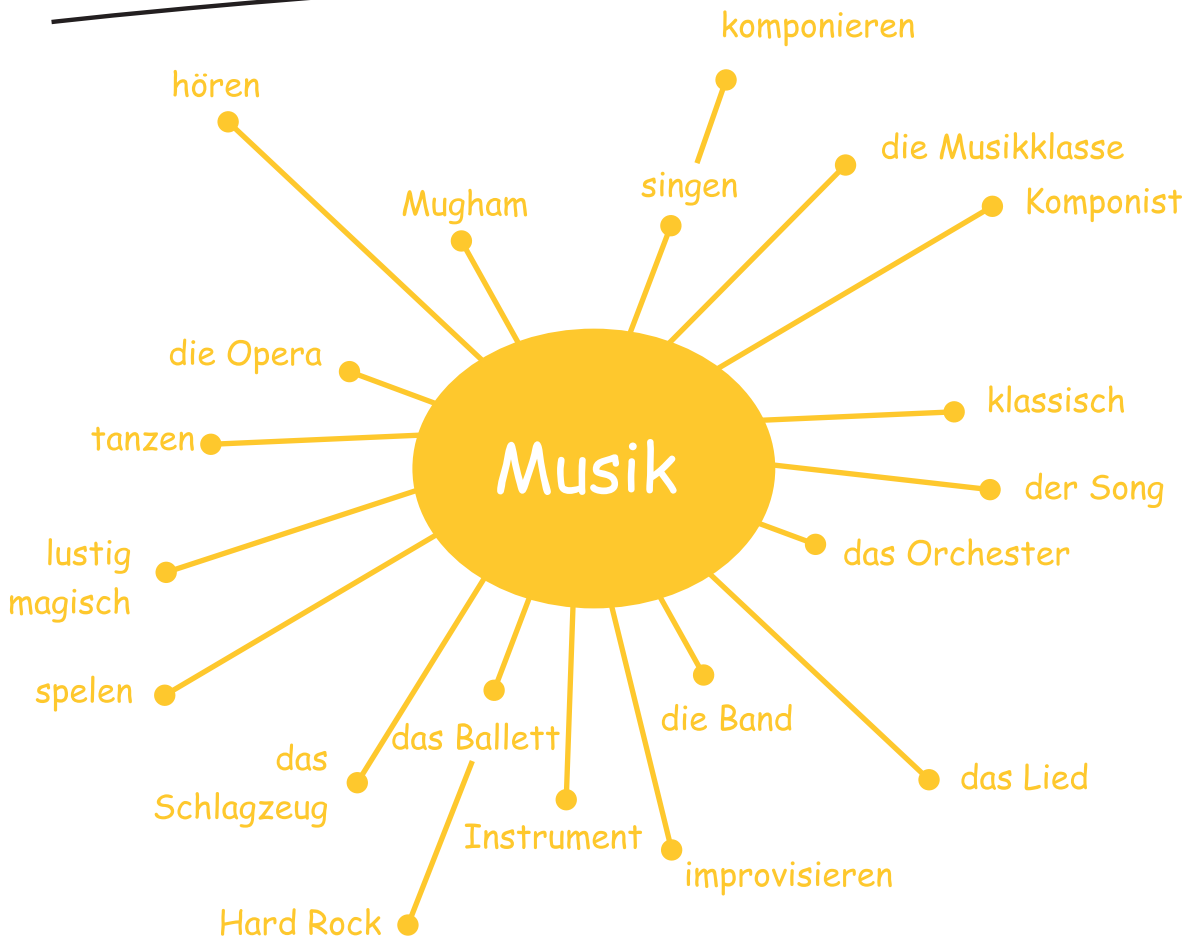 komponieren
hören
die Musikklasse
singen
Mugham
Komponist
die Opera
klassisch
tanzen
Musik
der Song
lustig
magisch
das Orchester
spelen
die Band
das Ballett
das
Schlagzeug
das Lied
Instrument
improvisieren
Hard Rock